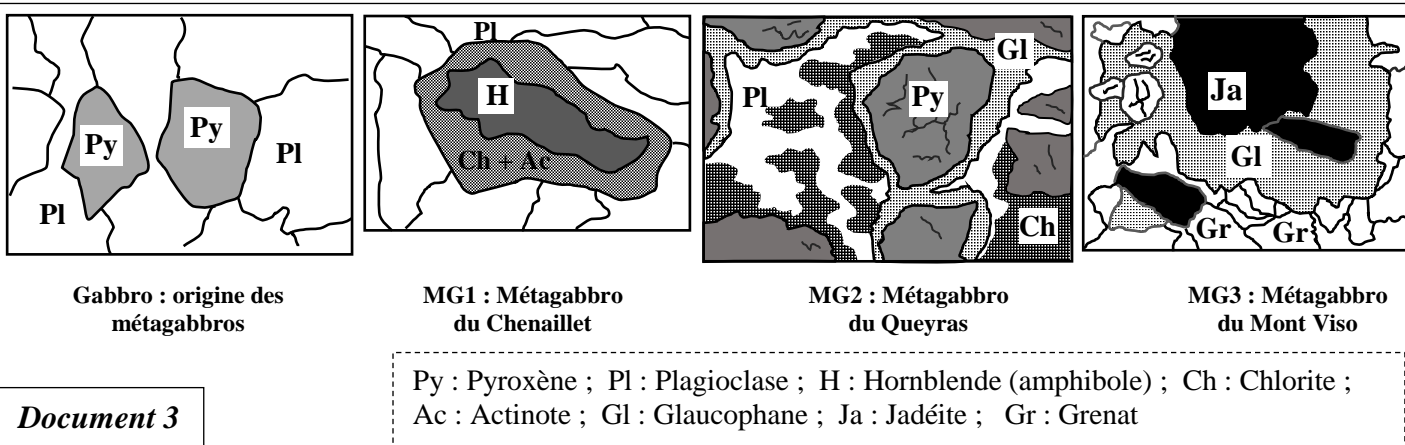 Py
Py
Pl
Pl
Pl
H
Ch + Ac
Pl
Py
Gl
Ch
Ja
Gl
Gr
Gr
Gabbro : origine des
métagabbros
MG1 : Métagabbro
du Chenaillet
MG2 : Métagabbro
du Queyras
MG3 : Métagabbro
du Mont Viso
Document 3
Py : Pyroxène ; Pl : Plagioclase ; H : Hornblende (amphibole) ; Ch : Chlorite ;
Ac : Actinote ; Gl : Glaucophane ; Ja : Jadéite ; Gr : Grenat